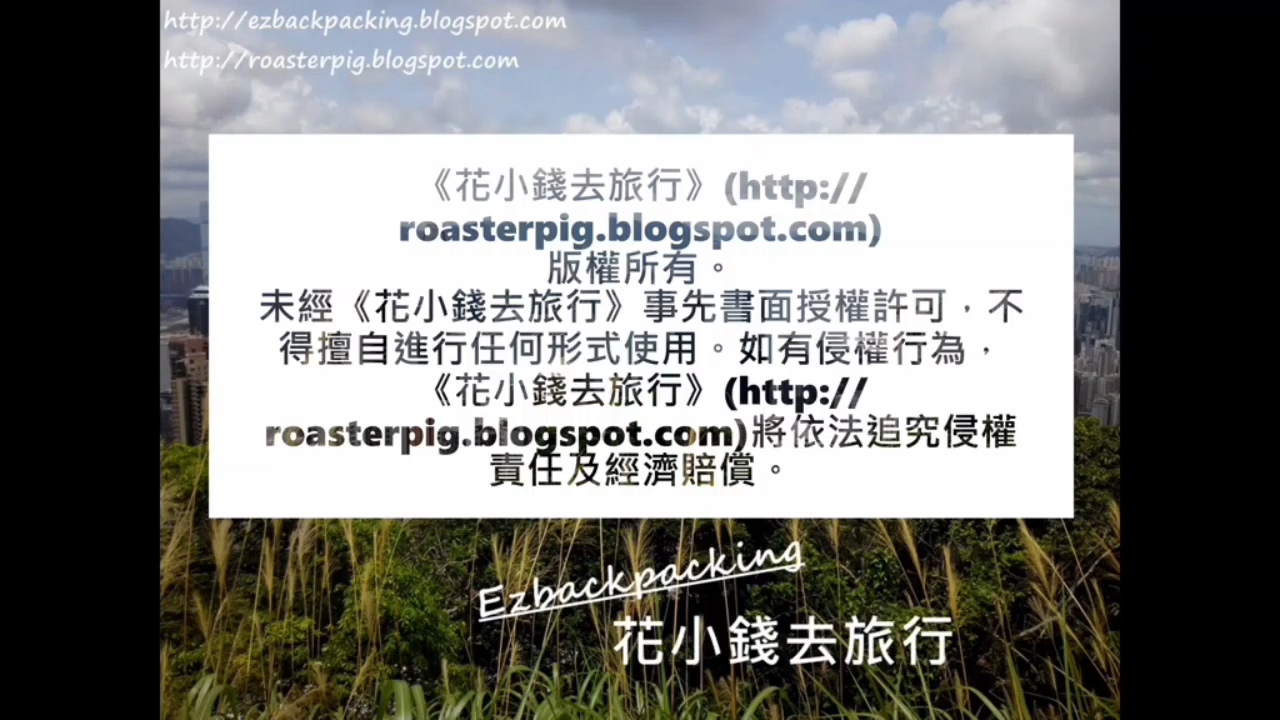 http://ezbackpacking.blogspot.com
http://roasterpig.blogspot.com
《花小錢去旅行》(http://
roasterpig.blogspot.com)
版權所有。
未經《花小錢去旅行》事先書面授權許可，不
得擅自進行任何形式使用。如有侵權行為，
《花小錢去旅行》(http://
roasterpig.blogspot.com)將依法追究侵權
責任及經濟賠償。
Ezbackpacking
花小錢去旅行